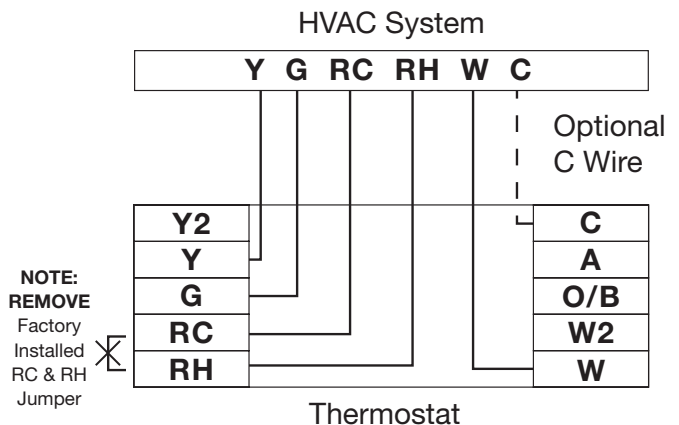 HVAC System
Y G RC RH W C
Optional
C Wire
Y2
Y
G
RC
RH
C
A
O/B
W2
W
NOTE:
REMOVE
Factory
Installed
RC & RH
Jumper
Thermostat